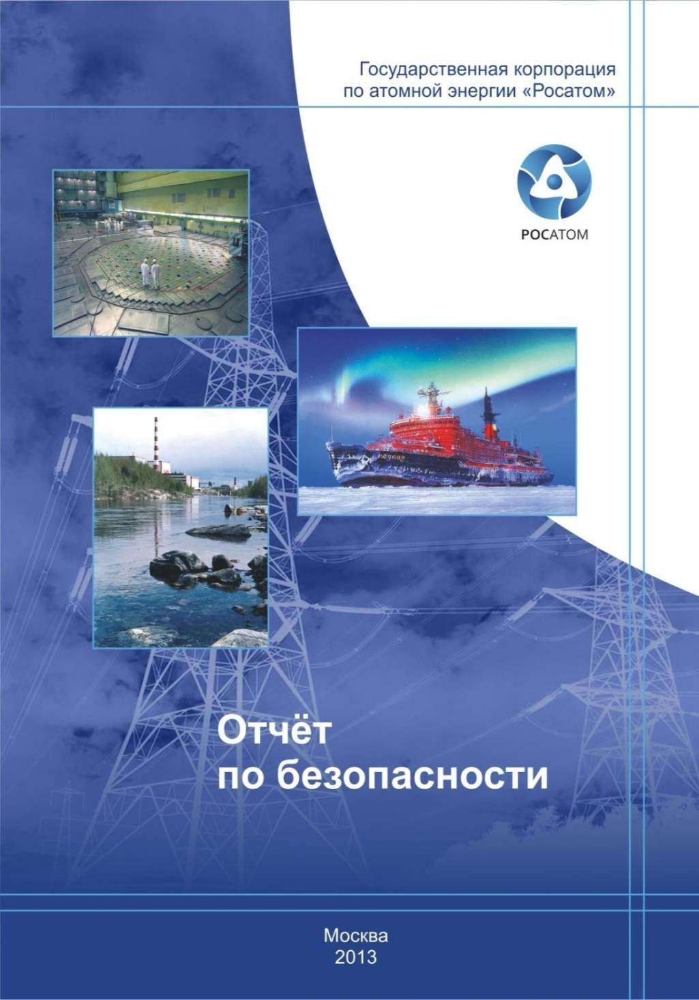 Государственная корпорация
по атомной энергии «Росатом»
РОСАТОМ
Отчёт
по безопасности
Москва
2013